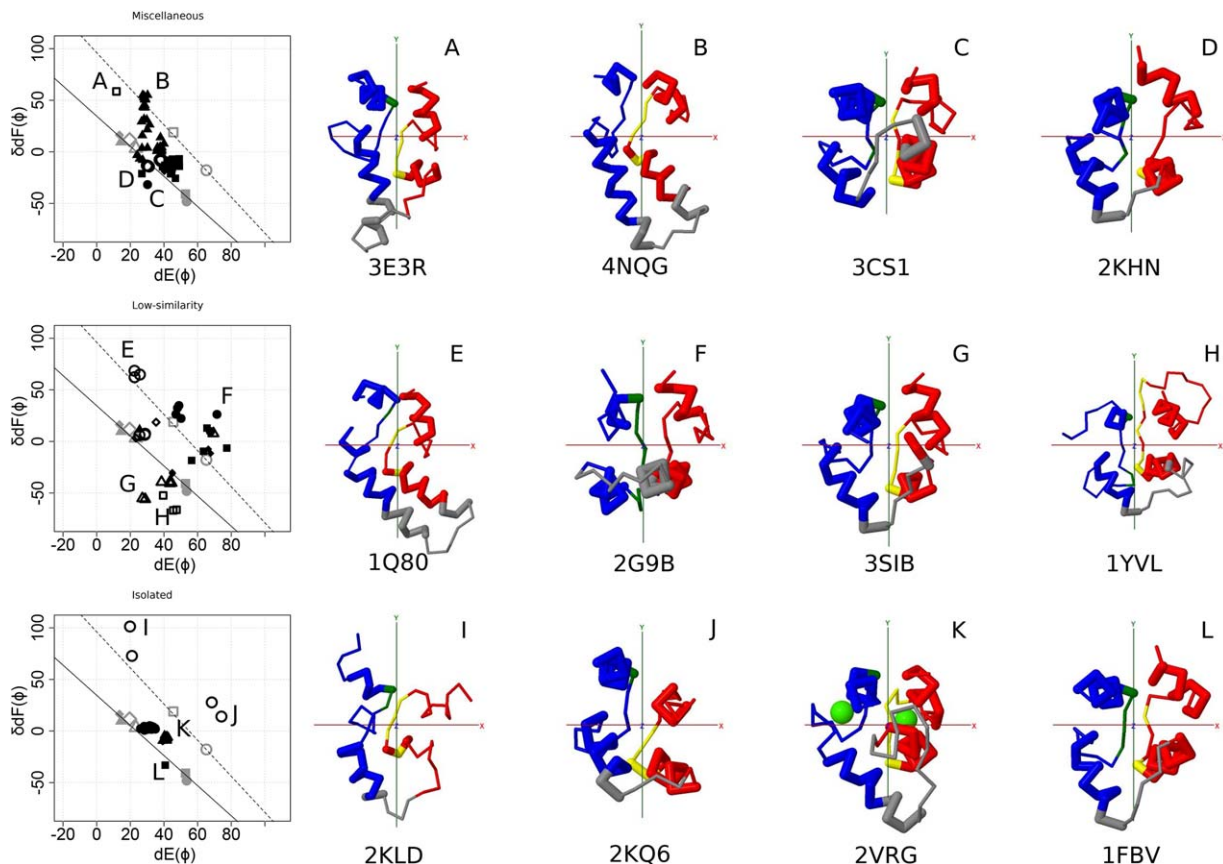 Miscellaneous
100
50
0
-50
δdF(ϕ)
-20 0 20 40 60 80
dE(ϕ)
A
B
D
C
A
Y
X
Z
3E3R
B
Y
X
Z
4NQG
C
Y
X
3CS1
D
Y
X
Z
2KHN
Low-similarity
100
50
0
-50
δdF(ϕ)
-20 0 20 40 60 80
dE(ϕ)
E
F
G
H
E
Y
X
Z
1Q80
F
Y
X
2G9B
G
Y
X
Z
3SIB
H
Y
X
Z
1YVL
Isolated
100
50
0
-50
δdF(ϕ)
-20 0 20 40 60 80
dE(ϕ)
I
J
K
L
I
Y
X
Z
2KLD
J
Y
X
Z
2KQ6
K
Y
X
2VRG
L
Y
X
Z
1FBV